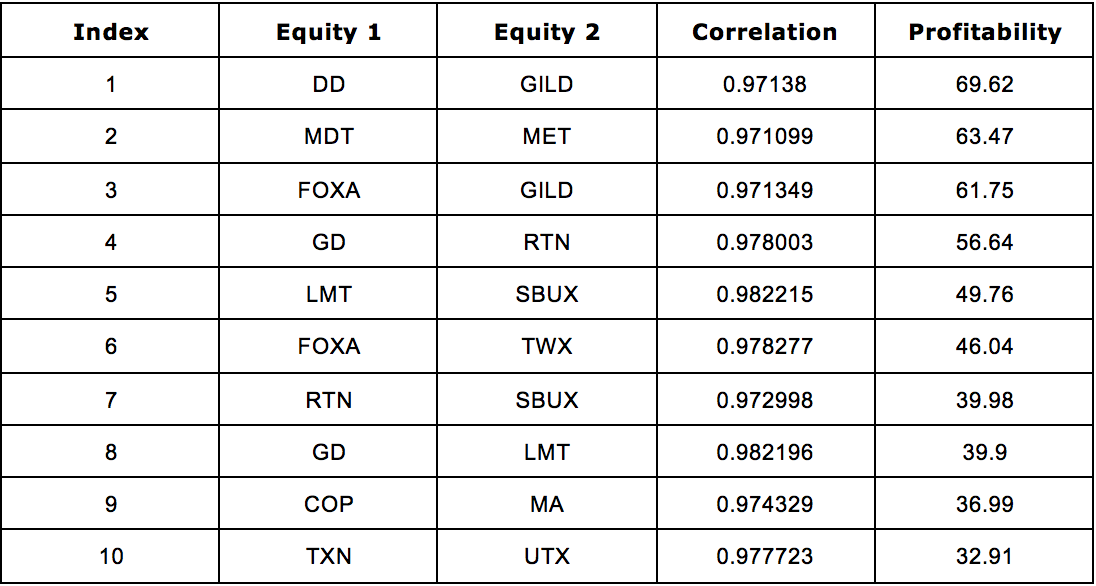 Index Equity 1 Equity 2 Correlation Profitability
1 DD GILD 0.97138 69.62
2 MDT MET 0.971099 63.47
3 FOXA GILD 0.971349 61.75
4 GD RTN 0.978003 56.64
5 LMT SBUX 0.982215 49.76
6 FOXA TWX 0.978277 46.04
7 RTN SBUX 0.972998 39.98
8 GD LMT 0.982196 39.9
9 COP MA 0.974329 36.99
10 TXN UTX 0.977723 32.91